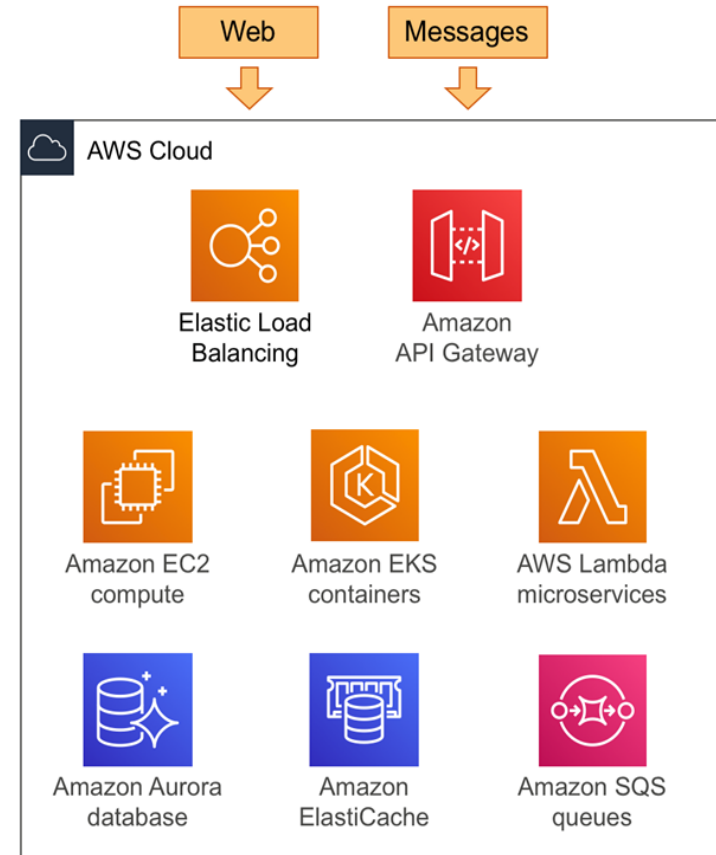 Web
Messages
AWS Cloud
</>
Elastic Load
Balancing
Amazon
API Gateway
K
Amazon EC2
compute
Amazon EKS
containers
AWS Lambda
microservices
Amazon Aurora
database
Amazon
ElastiCache
Amazon SQS
queues